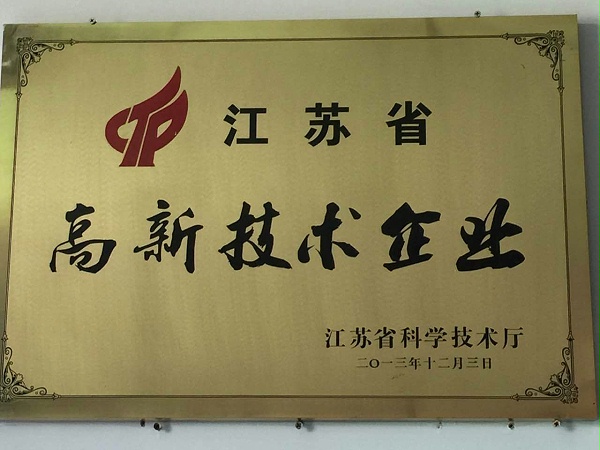 江苏省
高新技术企业
江苏省科学技术厅
二〇一三年十二月三日